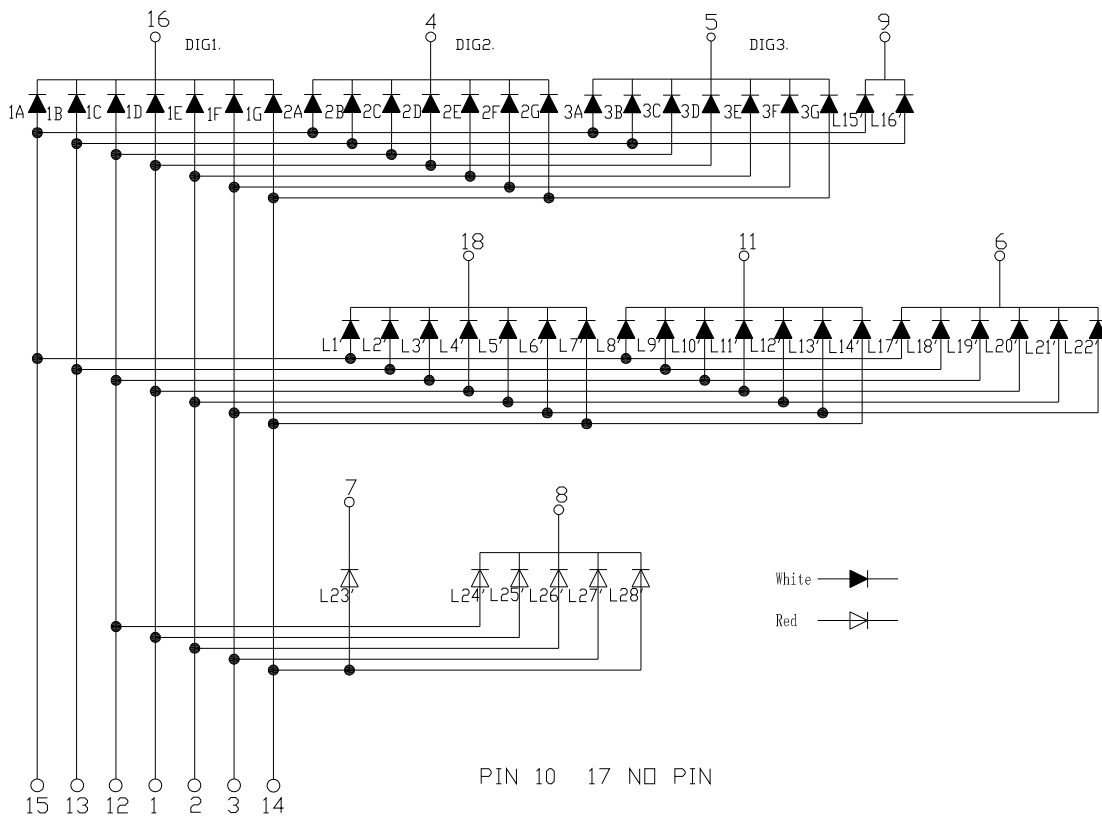 16 4 5 9
DIG1. DIG2. DIG3.
1A 1B 1C 1D 1E 1F 1G 2A 2B 2C 2D 2E 2F 2G 3A 3B 3C 3D 3E 3F 3G L15' L16'
18 11 6
L1' L2' L3' L4' L5' L6' L7' L8' L9' L10' L11' L12' L13' L14' L17' L18' L19' L20' L21' L22'
7 8
L23' L24' L25' L26' L27' L28'
White
Red
PIN 10 17 NO PIN
15 13 12 1 2 3 14